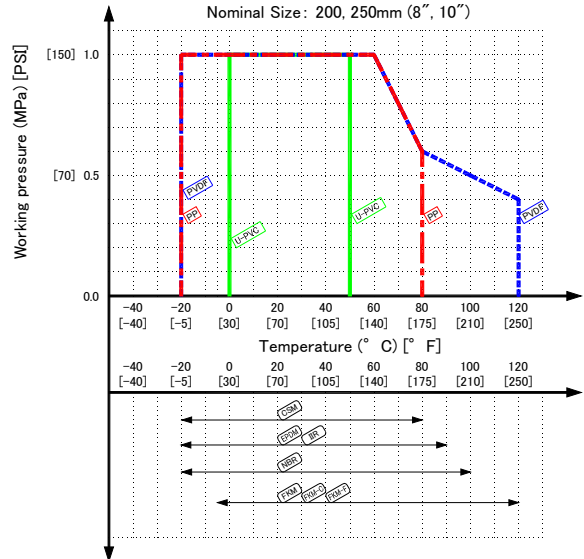 Nominal Size: 200, 250mm (8″, 10″)
Working pressure (MPa) [PSI]
[150] 1.0
[70] 0.5
0.0
PVDF
PP
U-PVC
U-PVC
PP
PVDF
-40 -20 0 20 40 60 80 100 120
[-40] [-5] [30] [70] [105] [140] [175] [210] [250]
Temperature (° C) [° F]
-40 -20 0 20 40 60 80 100 120
[-40] [-5] [30] [70] [105] [140] [175] [210] [250]
CSM
EPDM IIR
NBR
FKM FKM-C FKM-F